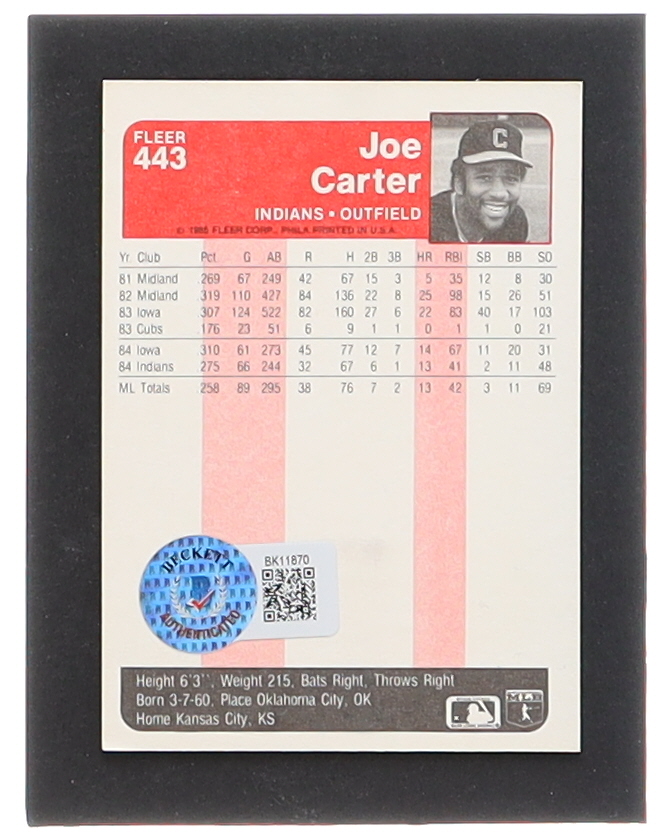 FLEER
443
Joe
Carter
INDIANS ▪ OUTFIELD
© 1985 FLEER CORP., PHILA. PRINTED IN U.S.A.
C
Yr. Club Pct. G AB R H 2B 3B HR RBI SB BB SO
81 Midland .269 67 249 42 67 15 3 5 35 12 8 30
82 Midland .319 110 427 84 136 22 8 25 98 15 26 51
83 Iowa .307 124 522 82 160 27 6 22 83 40 17 103
83 Cubs .176 23 51 6 9 1 1 0 1 1 0 21
84 Iowa .310 61 273 45 77 12 7 14 67 11 20 31
84 Indians .275 66 244 32 67 6 1 13 41 2 11 48
ML Totals .258 89 295 38 76 7 2 13 42 3 11 69
BECKETT
AUTHENTICATED
BK11870
Height 6'3'', Weight 215, Bats Right, Throws Right
Born 3-7-60, Place Oklahoma City, OK
Home Kansas City, KS